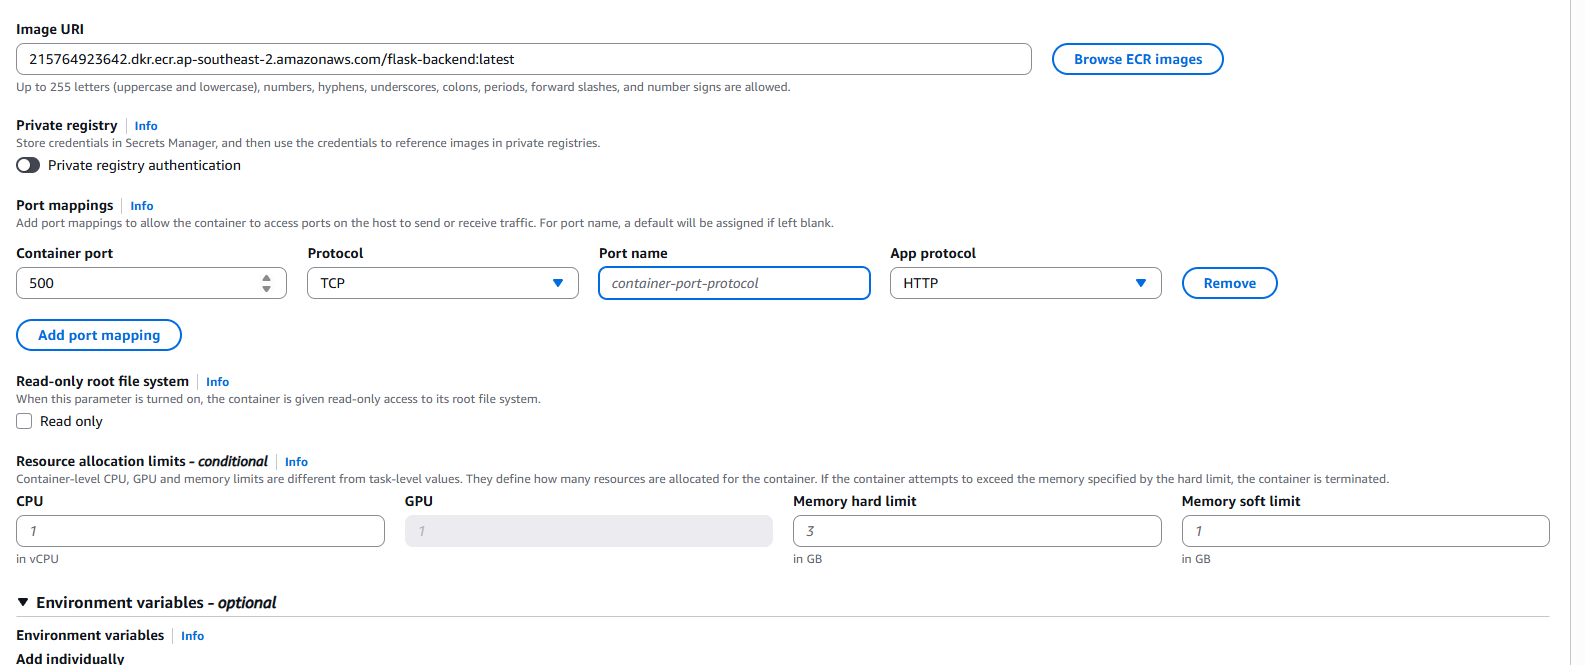 Image URI
215764923642.dkr.ecr.ap-southeast-2.amazonaws.com/flask-backend:latest
Browse ECR images
Up to 255 letters (uppercase and lowercase), numbers, hyphens, underscores, colons, periods, forward slashes, and number signs are allowed.
Private registry Info
Store credentials in Secrets Manager, and then use the credentials to reference images in private registries.
Private registry authentication
Port mappings Info
Add port mappings to allow the container to access ports on the host to send or receive traffic. For port name, a default will be assigned if left blank.
Container port Protocol Port name App protocol
500 TCP container-port-protocol HTTP Remove
Add port mapping
Read-only root file system Info
When this parameter is turned on, the container is given read-only access to its root file system.
Read only
Resource allocation limits - conditional Info
Container-level CPU, GPU and memory limits are different from task-level values. They define how many resources are allocated for the container. If the container attempts to exceed the memory specified by the hard limit, the container is terminated.
CPU GPU Memory hard limit Memory soft limit
1 1 3 1
in vCPU in GB in GB
Environment variables - optional
Environment variables Info
Add individually